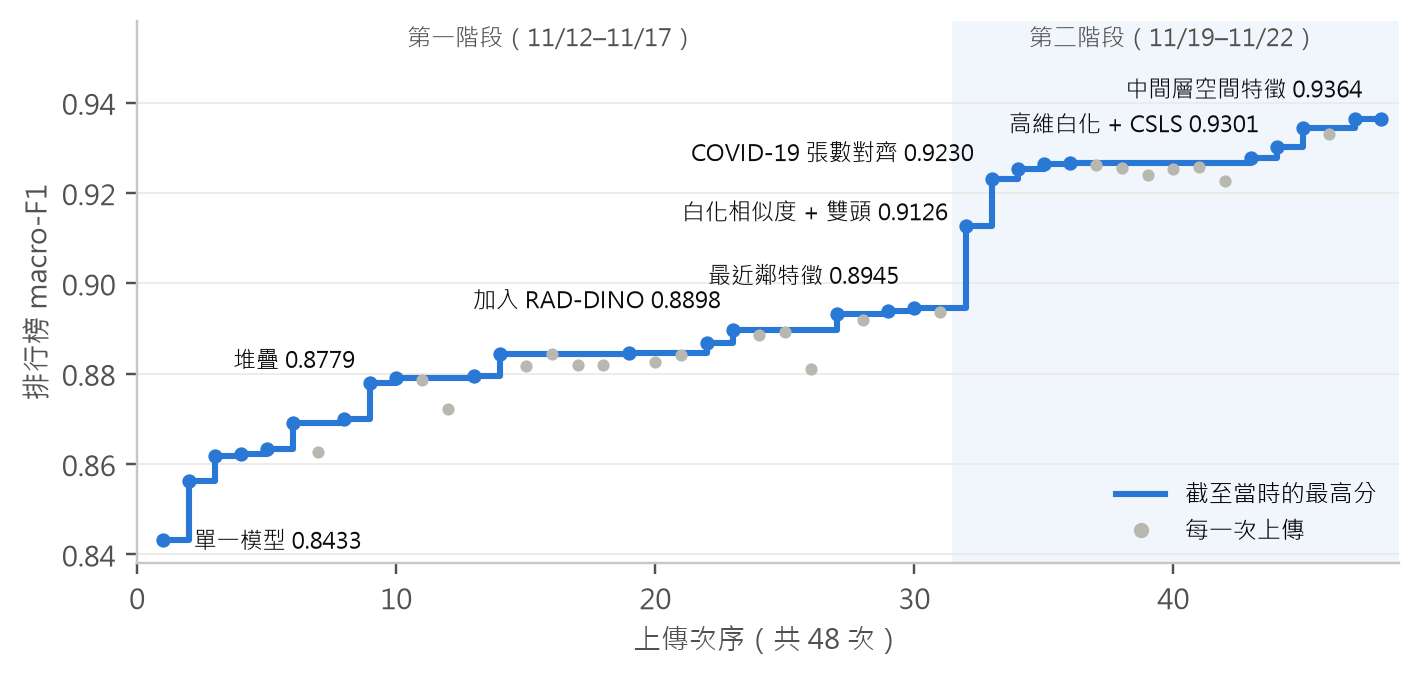 第一階段（11/12–11/17）
第二階段（11/19–11/22）
中間層空間特徵 0.9364
高維白化 + CSLS 0.9301
COVID-19 張數對齊 0.9230
白化相似度 + 雙頭 0.9126
最近鄰特徵 0.8945
加入 RAD-DINO 0.8898
堆疊 0.8779
單一模型 0.8433
排行榜 macro-F1
0.94
0.92
0.90
0.88
0.86
0.84
截至當時的最高分
每一次上傳
0
10
20
30
40
上傳次序（共 48 次）